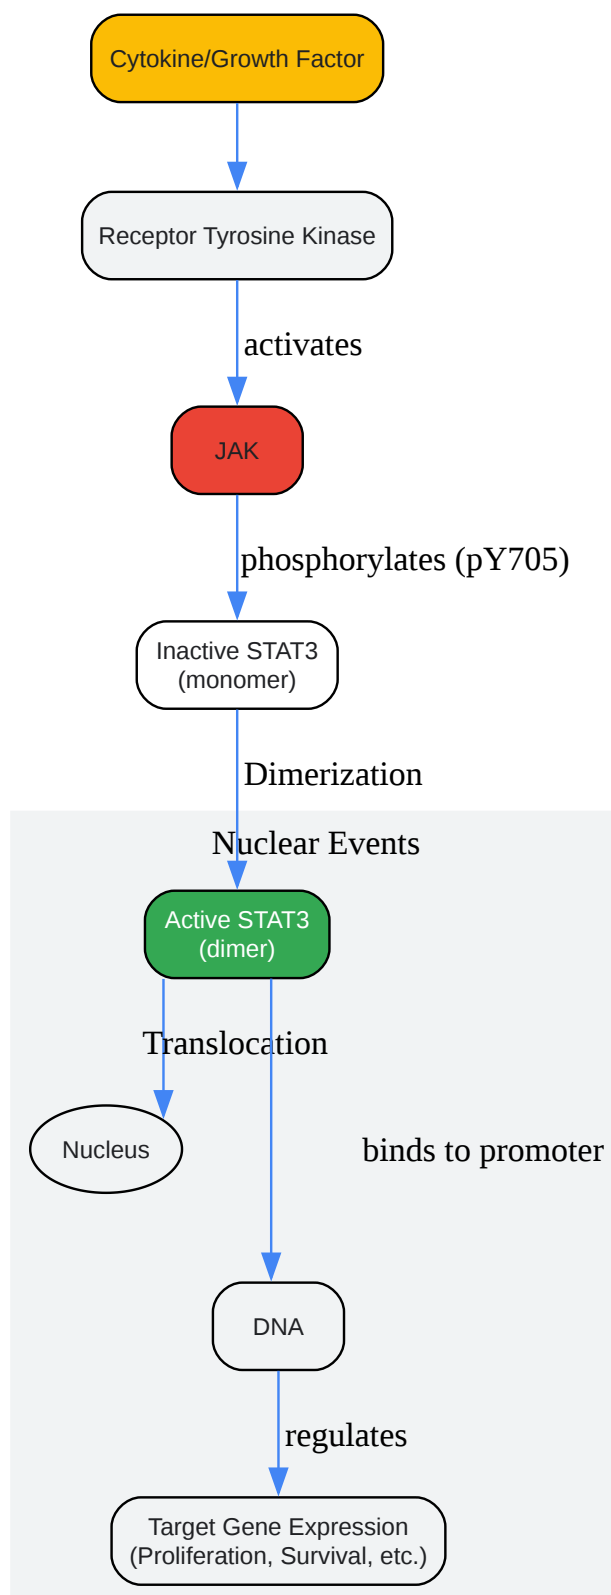 Cytokine/Growth Factor
Receptor Tyrosine Kinase
activates
JAK
phosphorylates (pY705)
Inactive STAT3
(monomer)
Dimerization
Nuclear Events
Active STAT3
(dimer)
Translocation
Nucleus
binds to promoter
DNA
regulates
Target Gene Expression
(Proliferation, Survival, etc.)